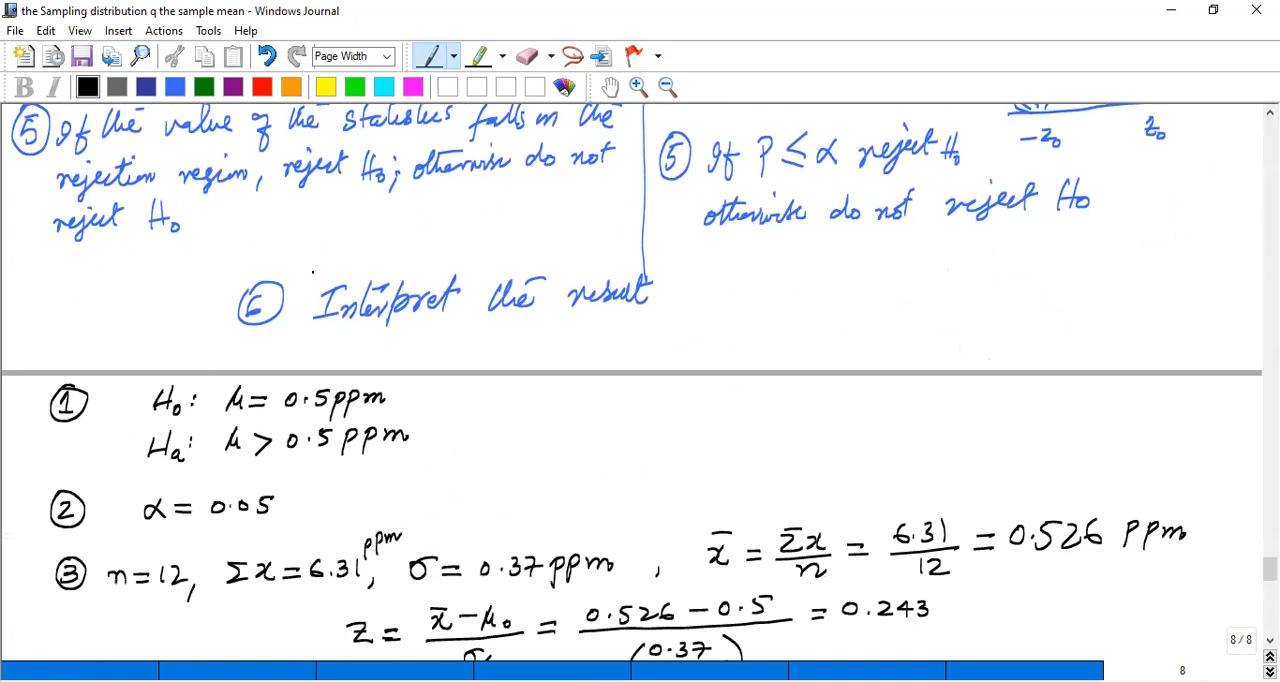 the Sampling distribution q the sample mean - Windows Journal
File Edit View Insert Actions Tools Help
Page Width
B I
⑤ If the value of the statistics falls in the
rejection region, reject H₀; otherwise do not
reject H₀
-z₀ z₀
⑤ If P ≤ α reject H₀
otherwise do not reject H₀
⑥ Interpret the result
① H₀: μ = 0.5 ppm
Hₐ: μ > 0.5 ppm
② α = 0.05
③ n=12, Σx = 6.31 ppm, σ = 0.37 ppm, x̄ = Σx/n = 6.31/12 = 0.526 ppm
z = x̄ - μ₀/σ = 0.526 - 0.5/(0.37) = 0.243
8 / 8
8